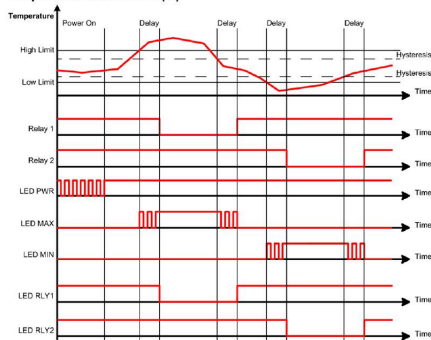 Temperature
Power On
Delay
Delay
Delay
Delay
High Limit
Hysteresis
Hysteresis
Low Limit
Time
Relay 1
Time
Relay 2
Time
LED PWR
Time
LED MAX
Time
LED MIN
Time
LED RLY1
Time
LED RLY2
Time